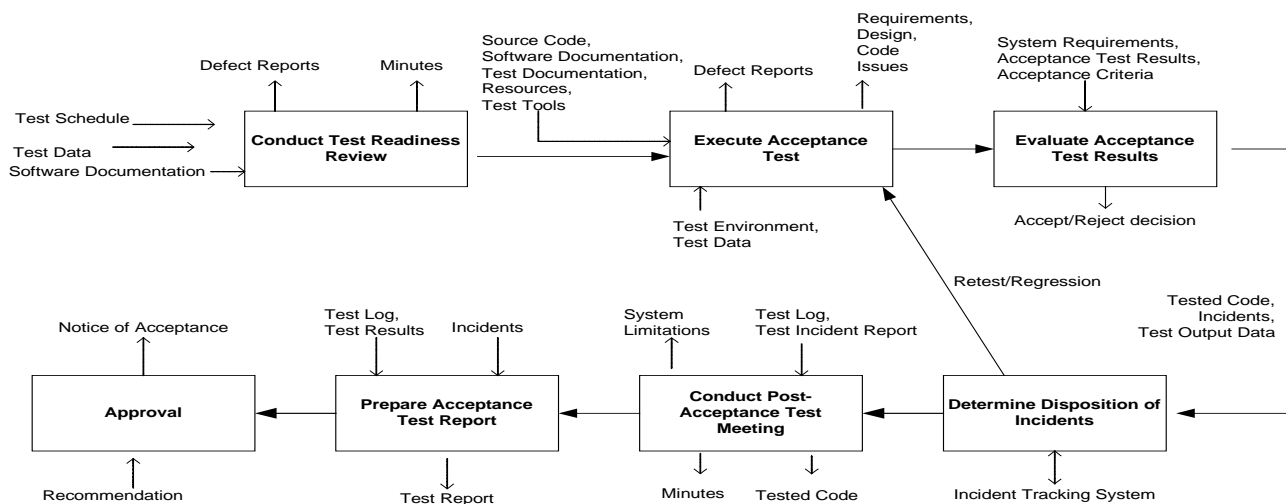 Defect Reports
Minutes
Test Schedule
Test Data
Software Documentation
Conduct Test Readiness
Review
Source Code,
Software Documentation,
Test Documentation,
Resources,
Test Tools
Defect Reports
Requirements,
Design,
Code
Issues
Execute Acceptance
Test
Test Environment,
Test Data
System Requirements,
Acceptance Test Results,
Acceptance Criteria
Evaluate Acceptance
Test Results
Accept/Reject decision
Retest/Regression
Tested Code,
Incidents,
Test Output Data
Notice of Acceptance
Approval
Recommendation
Test Log,
Test Results
Incidents
Prepare Acceptance
Test Report
Test Report
System
Limitations
Test Log,
Test Incident Report
Conduct Post-
Acceptance Test
Meeting
Minutes
Tested Code
Determine Disposition of
Incidents
Incident Tracking System